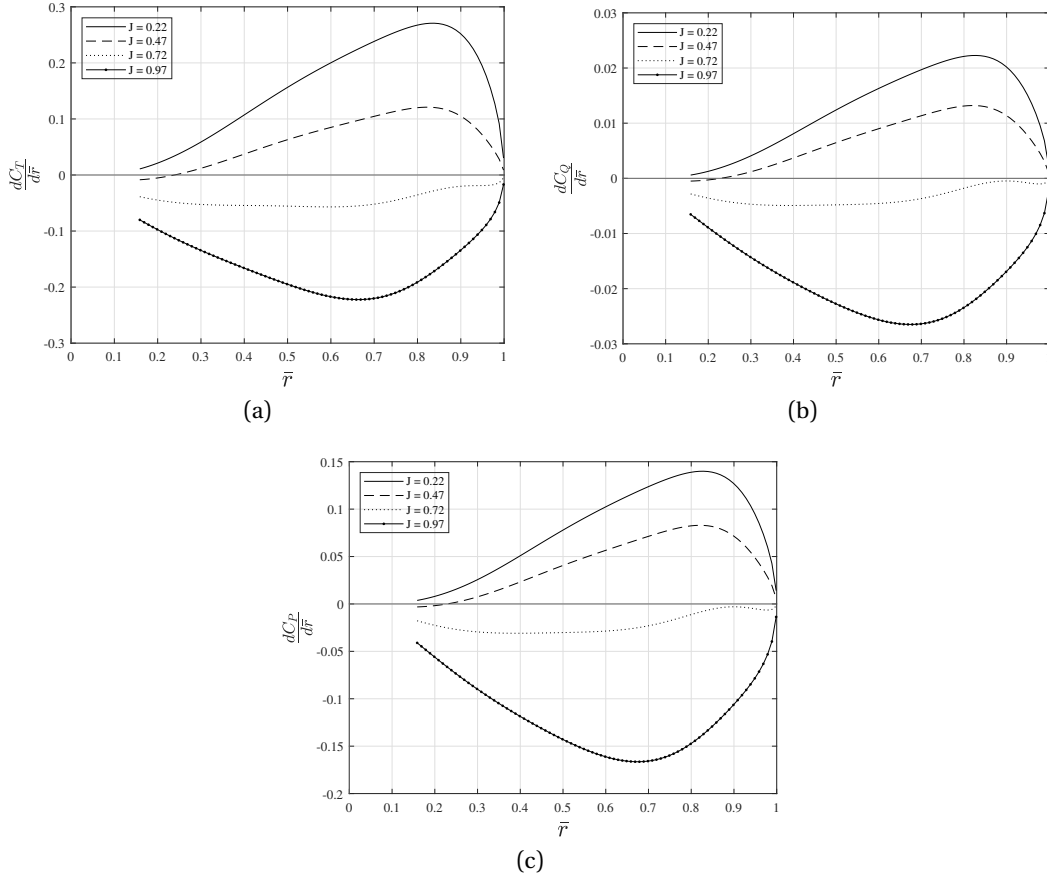 0.3
0.2
0.1
0
-0.1
-0.2
-0.3
dC_T
dr̄
J = 0.22
J = 0.47
J = 0.72
J = 0.97
0 0.1 0.2 0.3 0.4 0.5 0.6 0.7 0.8 0.9 1
r̄
(a)
0.03
0.02
0.01
0
-0.01
-0.02
-0.03
dC_Q
dr̄
J = 0.22
J = 0.47
J = 0.72
J = 0.97
0 0.1 0.2 0.3 0.4 0.5 0.6 0.7 0.8 0.9
r̄
(b)
0.15
0.1
0.05
0
-0.05
-0.1
-0.15
-0.2
dC_P
dr̄
J = 0.22
J = 0.47
J = 0.72
J = 0.97
0 0.1 0.2 0.3 0.4 0.5 0.6 0.7 0.8 0.9 1
r̄
(c)